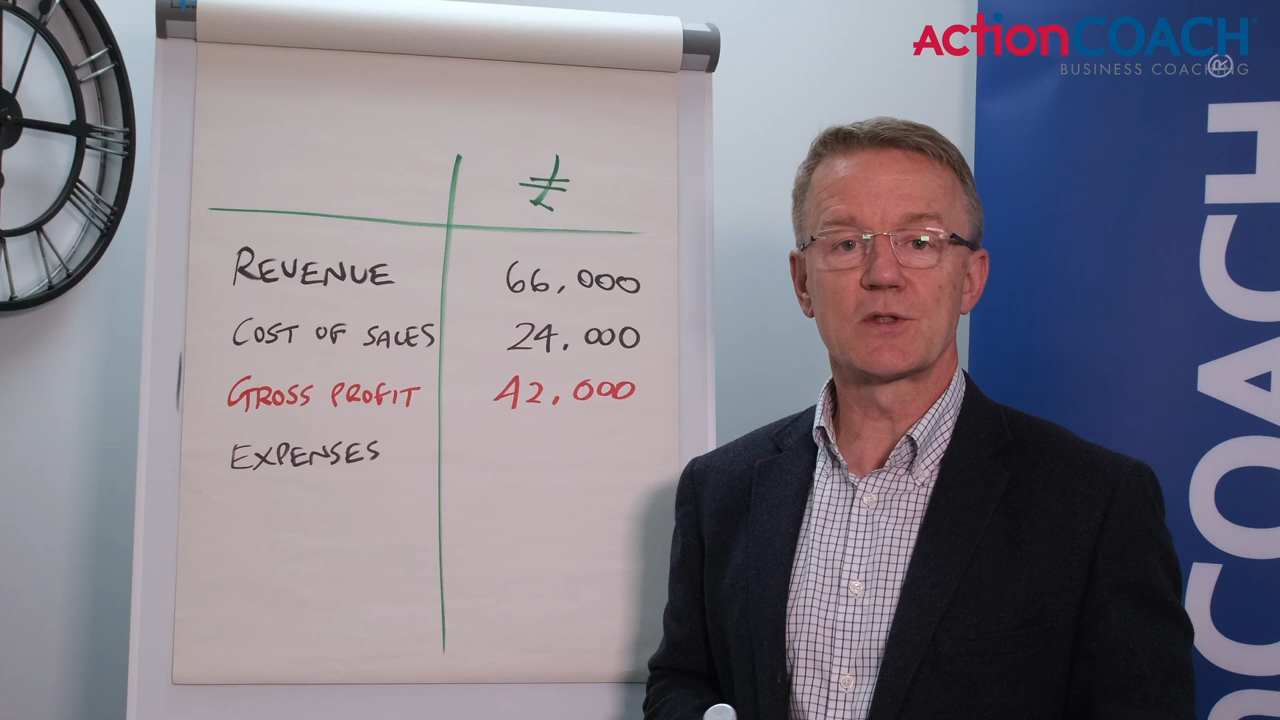 ActionCOACH®
BUSINESS COACHING
£
REVENUE 66,000
COST OF SALES 24,000
GROSS PROFIT 42,000
EXPENSES
COACH®